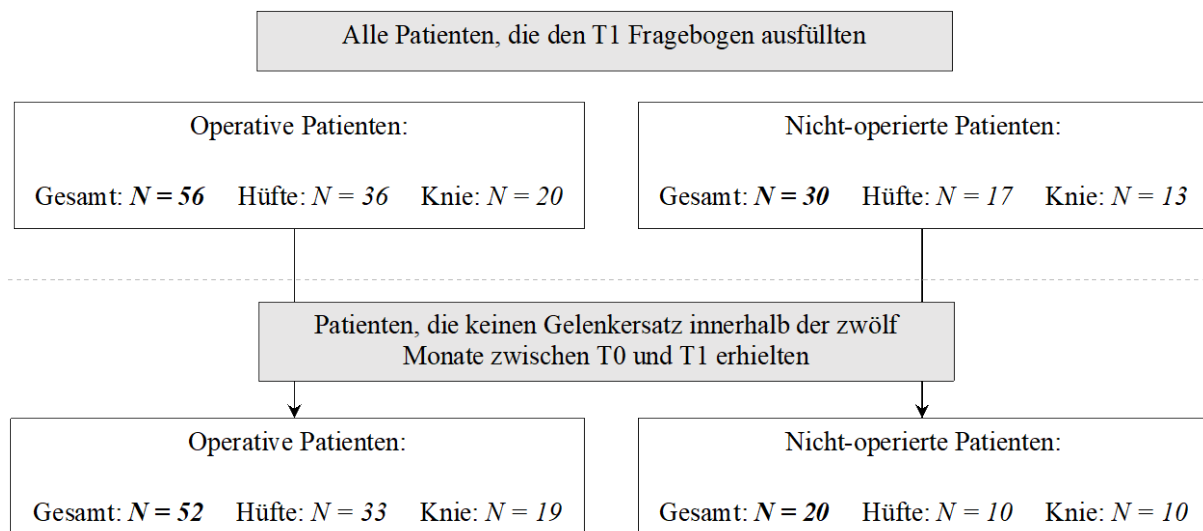 Alle Patienten, die den T1 Fragebogen ausfüllten
Operative Patienten:
Gesamt: N = 56 Hüfte: N = 36 Knie: N = 20
Nicht-operierte Patienten:
Gesamt: N = 30 Hüfte: N = 17 Knie: N = 13
Patienten, die keinen Gelenkersatz innerhalb der zwölf
Monate zwischen T0 und T1 erhielten
Operative Patienten:
Gesamt: N = 52 Hüfte: N = 33 Knie: N = 19
Nicht-operierte Patienten:
Gesamt: N = 20 Hüfte: N = 10 Knie: N = 10